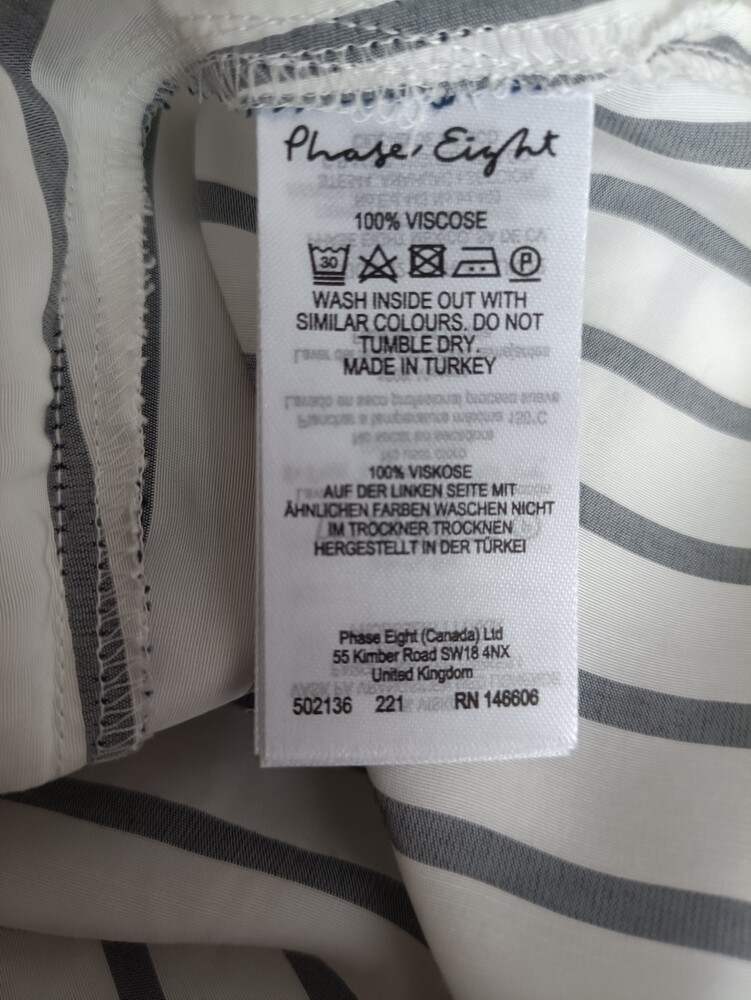 Phase Eight
100% VISCOSE
30 P
WASH INSIDE OUT WITH
SIMILAR COLOURS. DO NOT
TUMBLE DRY.
MADE IN TURKEY
100% VISKOSE
AUF DER LINKEN SEITE MIT
ÄHNLICHEN FARBEN WASCHEN NICHT
IM TROCKNER TROCKNEN
HERGESTELLT IN DER TÜRKEI
Phase Eight (Canada) Ltd
55 Kimber Road SW18 4NX
United Kingdom
502136 221 RN 146606